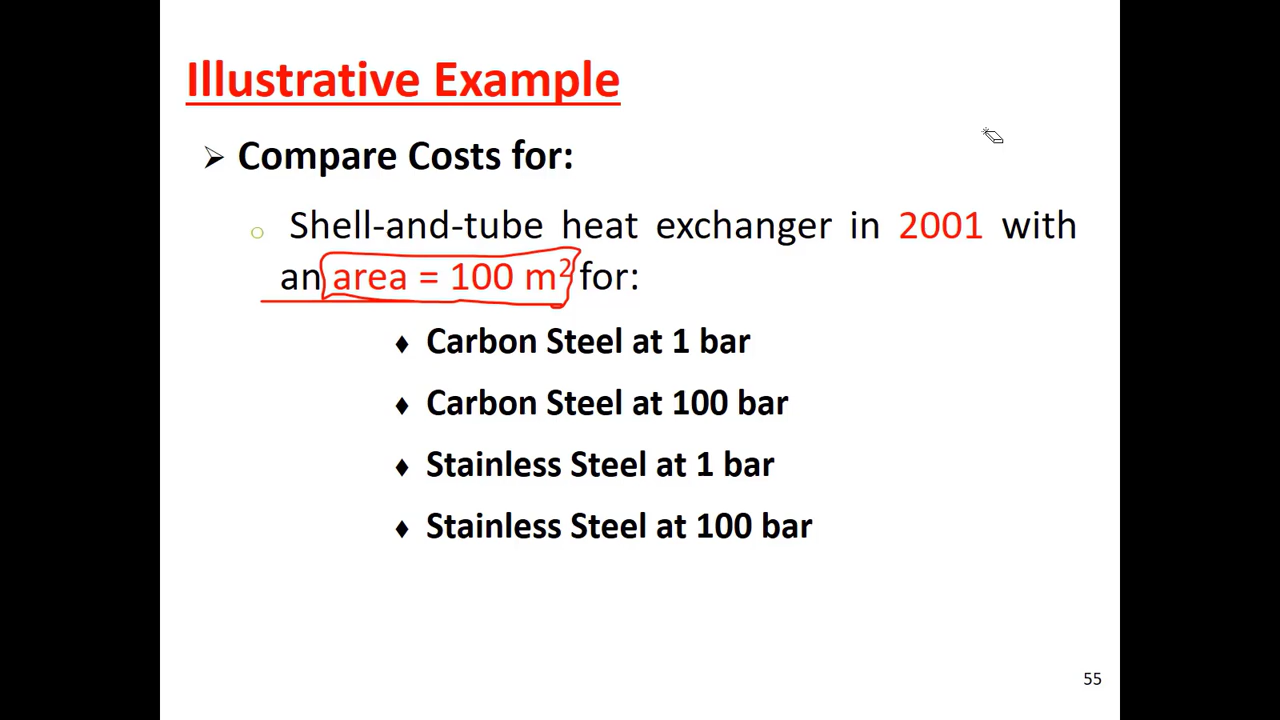 Illustrative Example
➢ Compare Costs for:
○ Shell-and-tube heat exchanger in 2001 with
an area = 100 m² for:
♦ Carbon Steel at 1 bar
♦ Carbon Steel at 100 bar
♦ Stainless Steel at 1 bar
♦ Stainless Steel at 100 bar
55